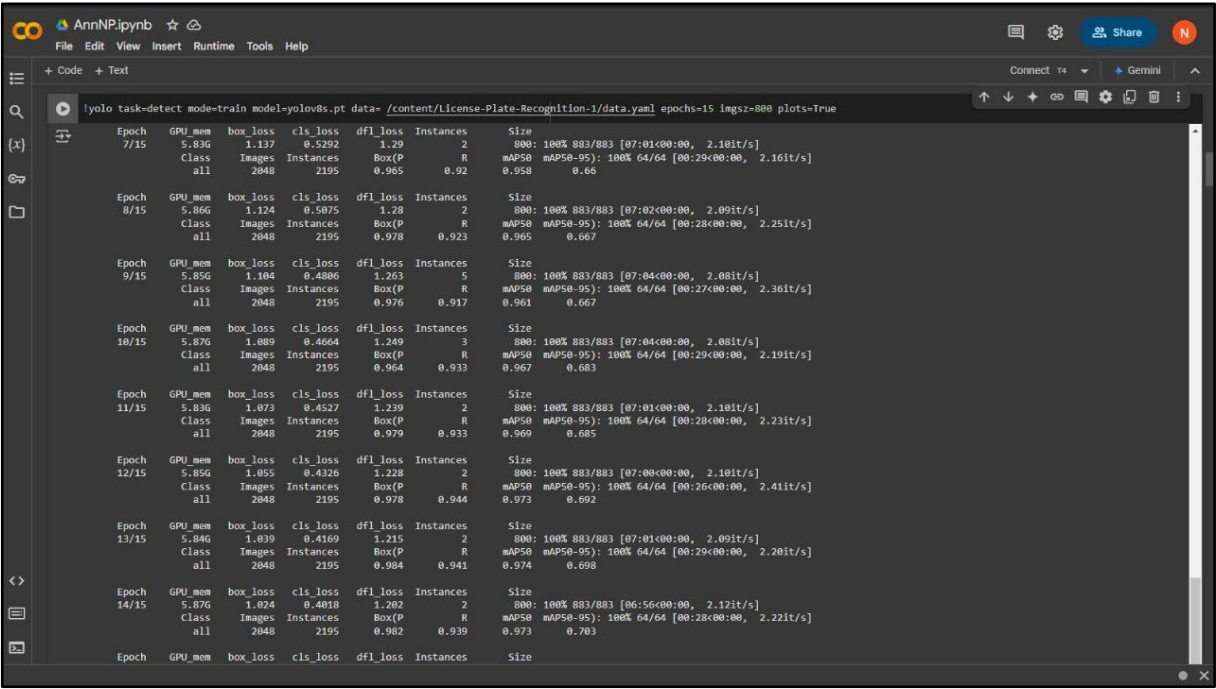 CO AnnNP.ipynb
File Edit View Insert Runtime Tools Help
Share
N
+ Code + Text
Connect T4
Gemini
!yolo task=detect mode=train model=yolov8s.pt data= /content/License-Plate-Recognition-1/data.yaml epochs=15 imgsz=800 plots=True
{x}
Epoch GPU_mem box_loss cls_loss dfl_loss Instances Size
7/15 5.83G 1.137 0.5292 1.29 2 800: 100% 883/883 [07:01<00:00, 2.10it/s]
Class Images Instances Box(P R mAP50 mAP50-95): 100% 64/64 [00:29<00:00, 2.16it/s]
all 2048 2195 0.965 0.92 0.958 0.66
Epoch GPU_mem box_loss cls_loss dfl_loss Instances Size
8/15 5.86G 1.124 0.5075 1.28 2 800: 100% 883/883 [07:02<00:00, 2.09it/s]
Class Images Instances Box(P R mAP50 mAP50-95): 100% 64/64 [00:28<00:00, 2.25it/s]
all 2048 2195 0.978 0.923 0.965 0.667
Epoch GPU_mem box_loss cls_loss dfl_loss Instances Size
9/15 5.85G 1.104 0.4806 1.263 5 800: 100% 883/883 [07:04<00:00, 2.08it/s]
Class Images Instances Box(P R mAP50 mAP50-95): 100% 64/64 [00:27<00:00, 2.36it/s]
all 2048 2195 0.976 0.917 0.961 0.667
Epoch GPU_mem box_loss cls_loss dfl_loss Instances Size
10/15 5.87G 1.089 0.4664 1.249 3 800: 100% 883/883 [07:04<00:00, 2.08it/s]
Class Images Instances Box(P R mAP50 mAP50-95): 100% 64/64 [00:29<00:00, 2.19it/s]
all 2048 2195 0.964 0.933 0.967 0.683
Epoch GPU_mem box_loss cls_loss dfl_loss Instances Size
11/15 5.83G 1.073 0.4527 1.239 2 800: 100% 883/883 [07:01<00:00, 2.10it/s]
Class Images Instances Box(P R mAP50 mAP50-95): 100% 64/64 [00:28<00:00, 2.23it/s]
all 2048 2195 0.979 0.933 0.969 0.685
Epoch GPU_mem box_loss cls_loss dfl_loss Instances Size
12/15 5.85G 1.055 0.4326 1.228 2 800: 100% 883/883 [07:00<00:00, 2.10it/s]
Class Images Instances Box(P R mAP50 mAP50-95): 100% 64/64 [00:26<00:00, 2.41it/s]
all 2048 2195 0.978 0.944 0.973 0.692
Epoch GPU_mem box_loss cls_loss dfl_loss Instances Size
13/15 5.84G 1.039 0.4169 1.215 2 800: 100% 883/883 [07:01<00:00, 2.09it/s]
Class Images Instances Box(P R mAP50 mAP50-95): 100% 64/64 [00:29<00:00, 2.20it/s]
all 2048 2195 0.984 0.941 0.974 0.698
Epoch GPU_mem box_loss cls_loss dfl_loss Instances Size
14/15 5.87G 1.024 0.4018 1.202 2 800: 100% 883/883 [06:56<00:00, 2.12it/s]
Class Images Instances Box(P R mAP50 mAP50-95): 100% 64/64 [00:28<00:00, 2.22it/s]
all 2048 2195 0.982 0.939 0.973 0.703
Epoch GPU_mem box_loss cls_loss dfl_loss Instances Size